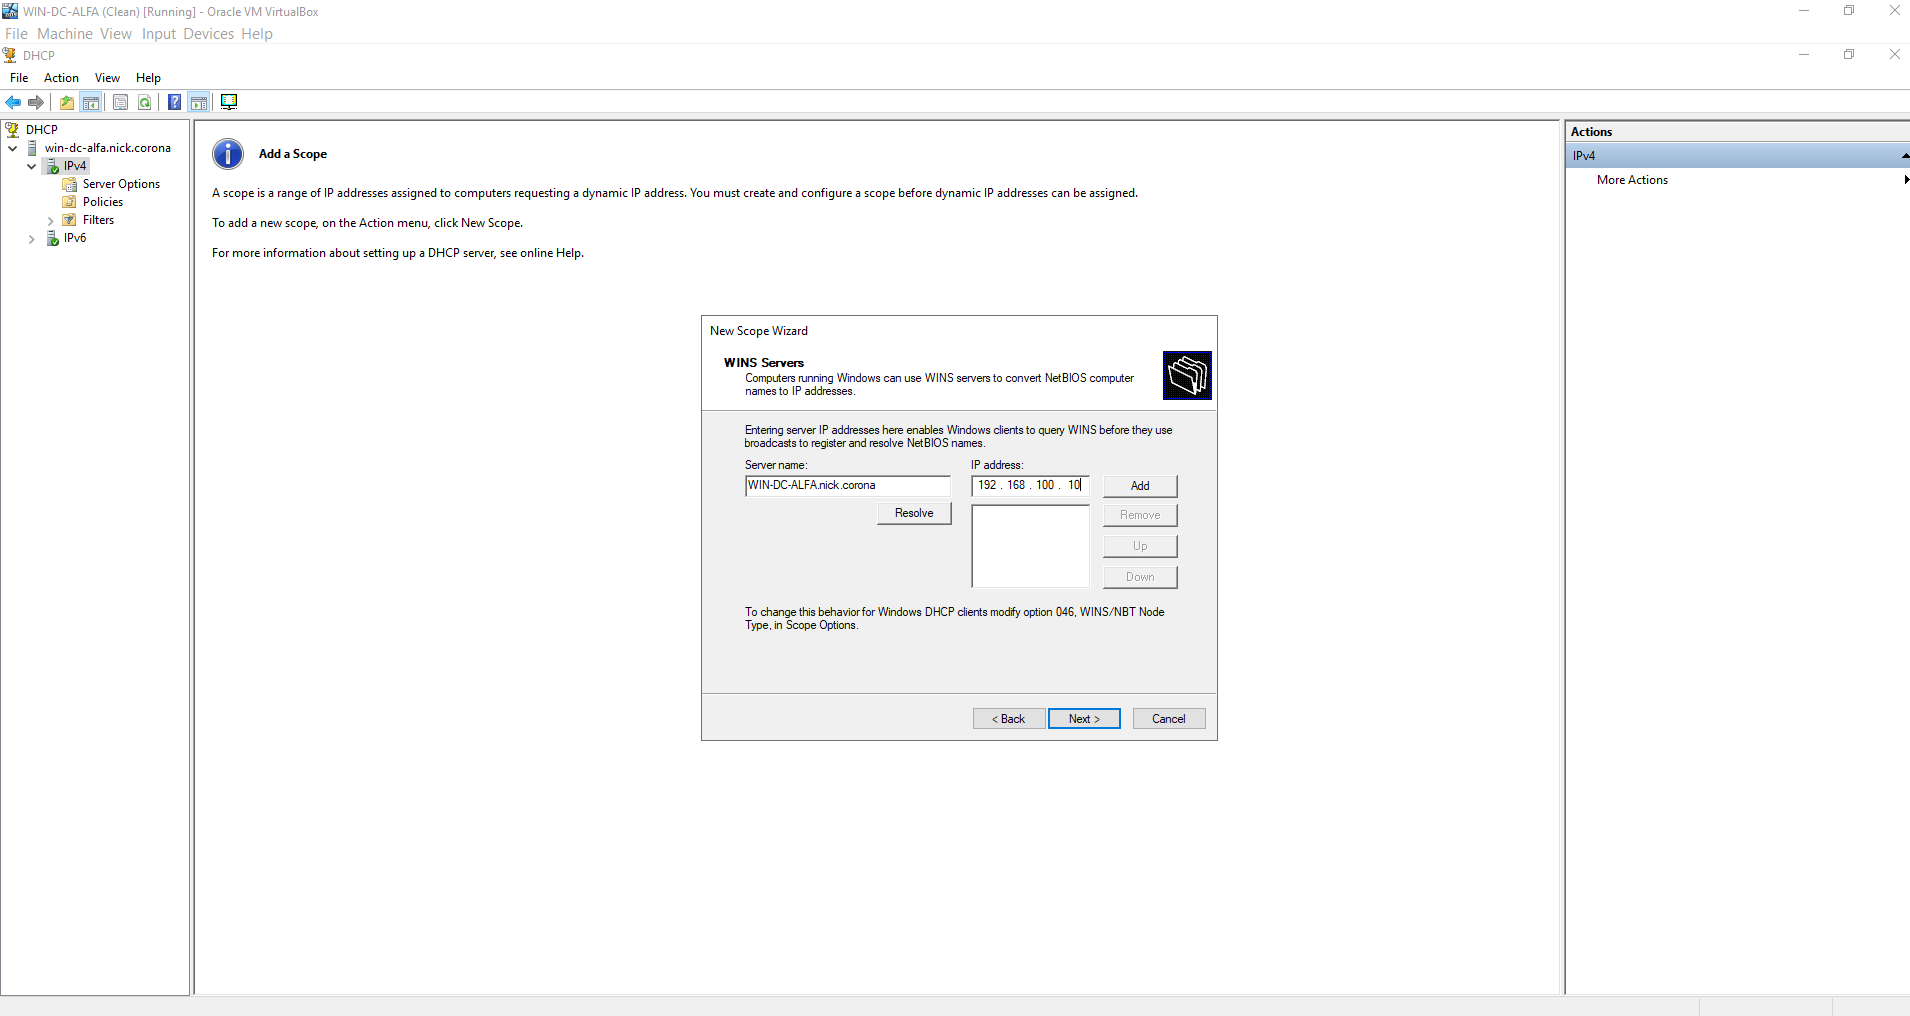 WIN-DC-ALFA (Clean) [Running] - Oracle VM VirtualBox
File Machine View Input Devices Help
DHCP
File Action View Help
DHCP
win-dc-alfa.nick.corona
IPv4
Server Options
Policies
Filters
IPv6
Add a Scope
A scope is a range of IP addresses assigned to computers requesting a dynamic IP address. You must create and configure a scope before dynamic IP addresses can be assigned.
To add a new scope, on the Action menu, click New Scope.
For more information about setting up a DHCP server, see online Help.
New Scope Wizard
WINS Servers
Computers running Windows can use WINS servers to convert NetBIOS computer
names to IP addresses.
Entering server IP addresses here enables Windows clients to query WINS before they use
broadcasts to register and resolve NetBIOS names.
Server name: IP address:
WIN-DC-ALFA.nick.corona 192 . 168 . 100 . 10 Add
Resolve Remove
Up
Down
To change this behavior for Windows DHCP clients modify option 046, WINS/NBT Node
Type, in Scope Options.
< Back Next > Cancel
Actions
IPv4
More Actions